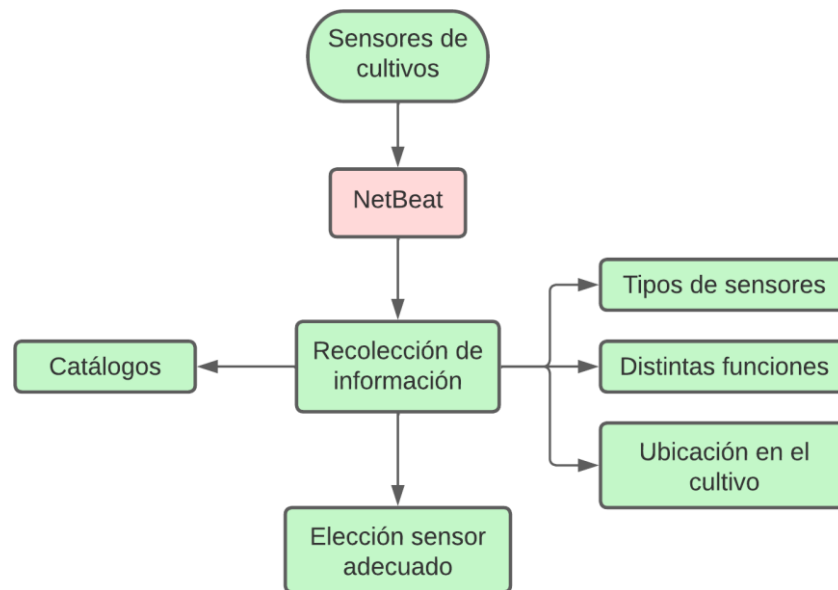 Sensores de
cultivos
NetBeat
Tipos de sensores
Catálogos
Recolección de
información
Distintas funciones
Ubicación en el
cultivo
Elección sensor
adecuado